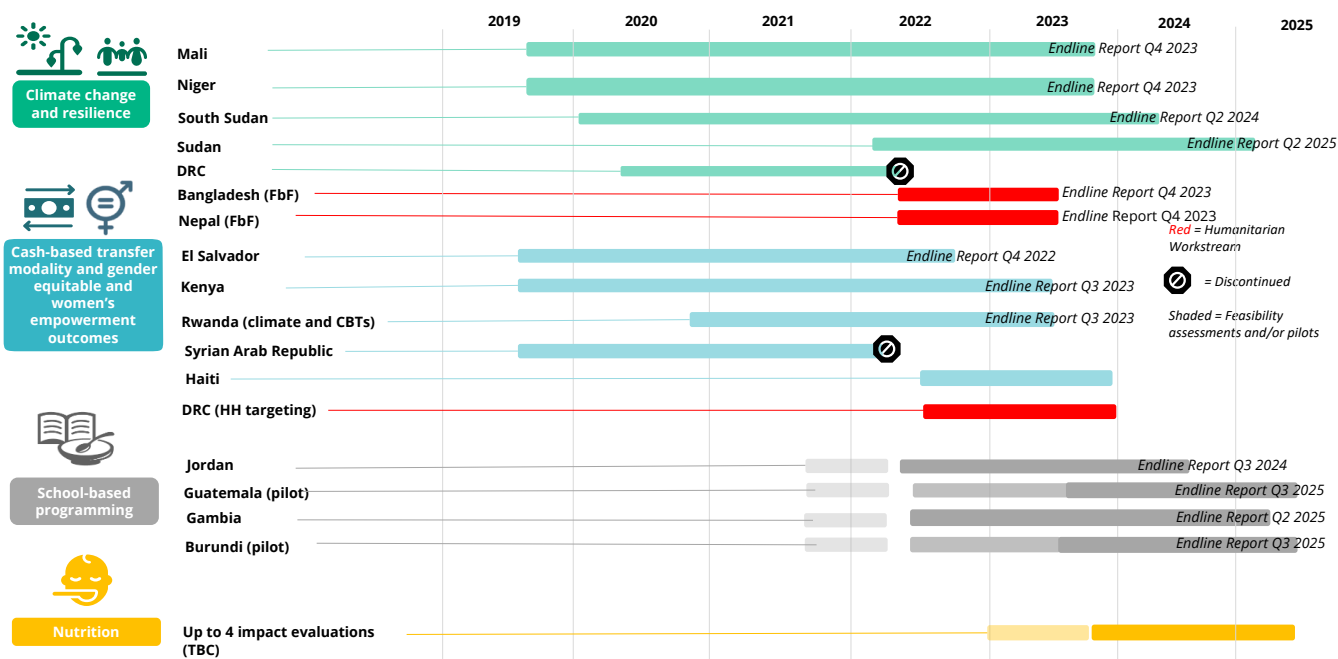 2019 2020 2021 2022 2023 2024 2025
Climate change
and resilience
Mali Endline Report Q4 2023
Niger Endline Report Q4 2023
South Sudan Endline Report Q2 2024
Sudan Endline Report Q2 2025
DRC
Bangladesh (FbF) Endline Report Q4 2023
Nepal (FbF) Endline Report Q4 2023
Red = Humanitarian
Workstream
= Discontinued
Shaded = Feasibility
assessments and/or pilots
Cash-based transfer
modality and gender
equitable and
women's
empowerment
outcomes
El Salvador Endline Report Q4 2022
Kenya Endline Report Q3 2023
Rwanda (climate and CBTs) Endline Report Q3 2023
Syrian Arab Republic
Haiti
DRC (HH targeting)
School-based
programming
Jordan Endline Report Q3 2024
Guatemala (pilot) Endline Report Q3 2025
Gambia Endline Report Q2 2025
Burundi (pilot) Endline Report Q3 2025
Nutrition
Up to 4 impact evaluations
(TBC)